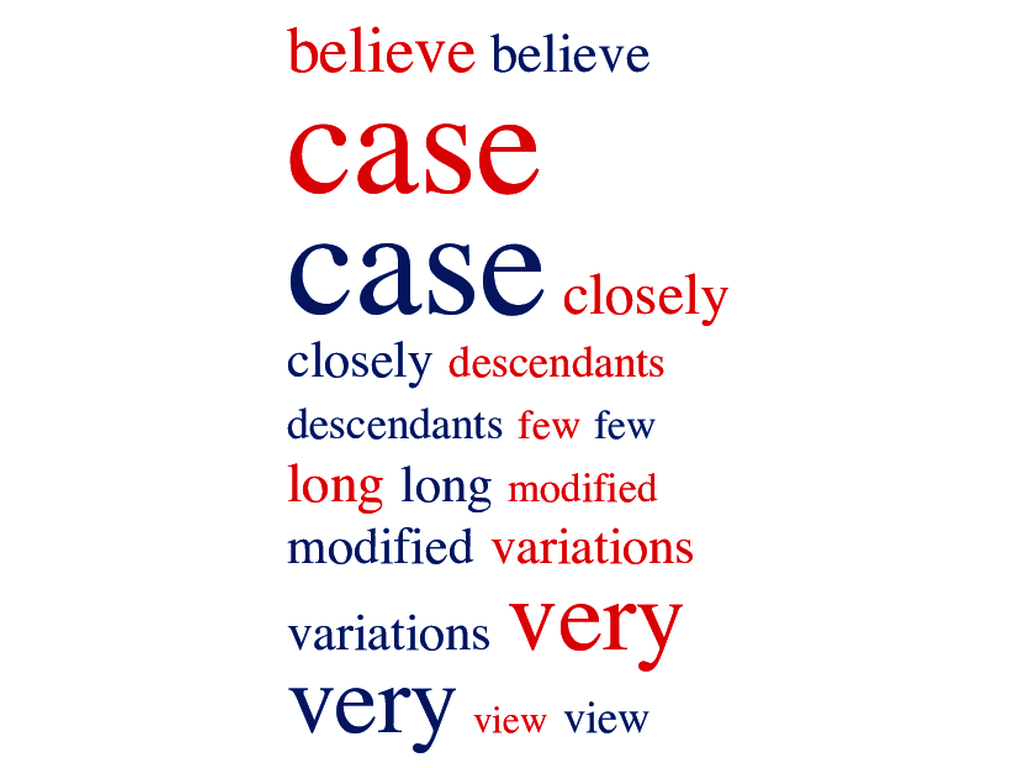 believe believe
case
case closely
closely descendants
descendants few few
long long modified
modified variations
variations very
very view view